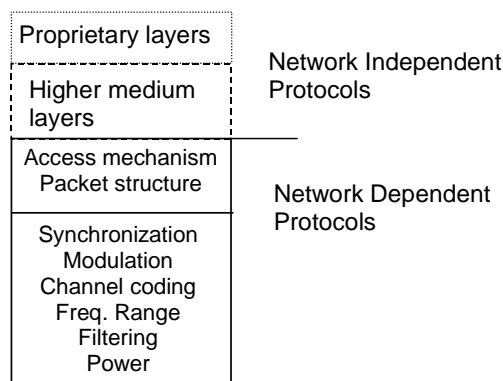 Proprietary layers
Network Independent
Protocols
Higher medium
layers
Access mechanism
Packet structure
Network Dependent
Protocols
Synchronization
Modulation
Channel coding
Freq. Range
Filtering
Power